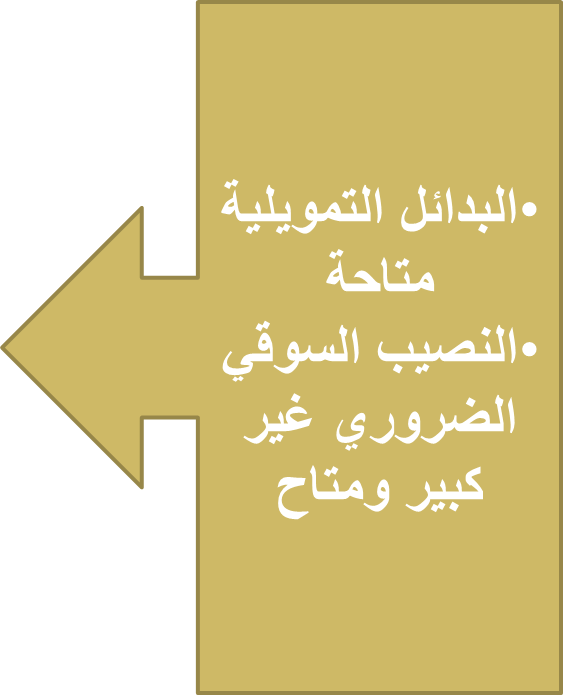 •البدائل التمويلية
متاحة
•النصيب السوقي
الضروري غير
كبير ومتاح